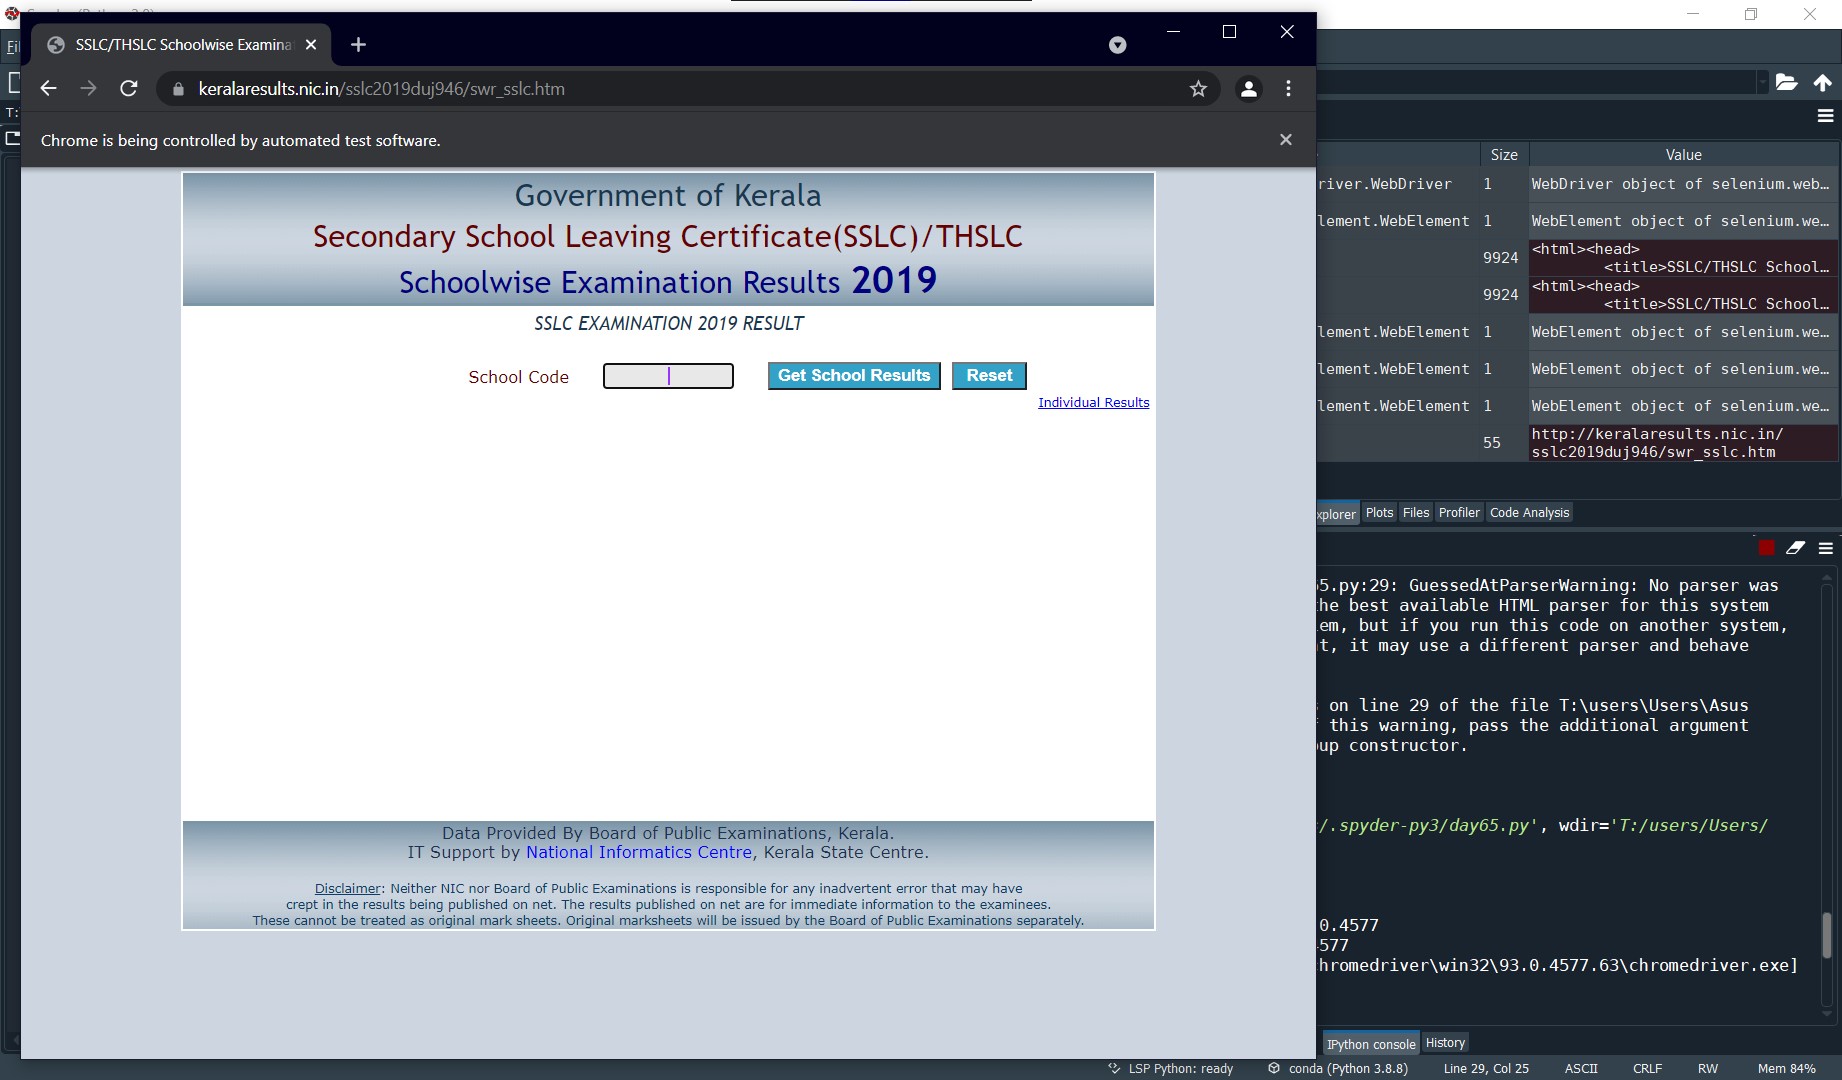 SSLC/THSLC Schoolwise Examina
keralaresults.nic.in/sslc2019duj946/swr_sslc.htm
Chrome is being controlled by automated test software.
Government of Kerala
Secondary School Leaving Certificate(SSLC)/THSLC
Schoolwise Examination Results 2019
SSLC EXAMINATION 2019 RESULT
School Code
Get School Results
Reset
Individual Results
Data Provided By Board of Public Examinations, Kerala.
IT Support by National Informatics Centre, Kerala State Centre.
Disclaimer: Neither NIC nor Board of Public Examinations is responsible for any inadvertent error that may have
crept in the results being published on net. The results published on net are for immediate information to the examinees.
These cannot be treated as original mark sheets. Original marksheets will be issued by the Board of Public Examinations separately.
Size Value
river.WebDriver 1 WebDriver object of selenium.web…
lement.WebElement 1 WebElement object of selenium.we…
9924 <html><head>
<title>SSLC/THSLC School…
9924 <html><head>
<title>SSLC/THSLC School…
lement.WebElement 1 WebElement object of selenium.we…
lement.WebElement 1 WebElement object of selenium.we…
lement.WebElement 1 WebElement object of selenium.we…
55 http://keralaresults.nic.in/
sslc2019duj946/swr_sslc.htm
xplorer Plots Files Profiler Code Analysis
5.py:29: GuessedAtParserWarning: No parser was
he best available HTML parser for this system
em, but if you run this code on another system,
t, it may use a different parser and behave
on line 29 of the file T:\users\Users\Asus
this warning, pass the additional argument
up constructor.
/.spyder-py3/day65.py', wdir='T:/users/Users/
0.4577
577
hromedriver\win32\93.0.4577.63\chromedriver.exe]
IPython console History
LSP Python: ready conda (Python 3.8.8) Line 29, Col 25 ASCII CRLF RW Mem 84%